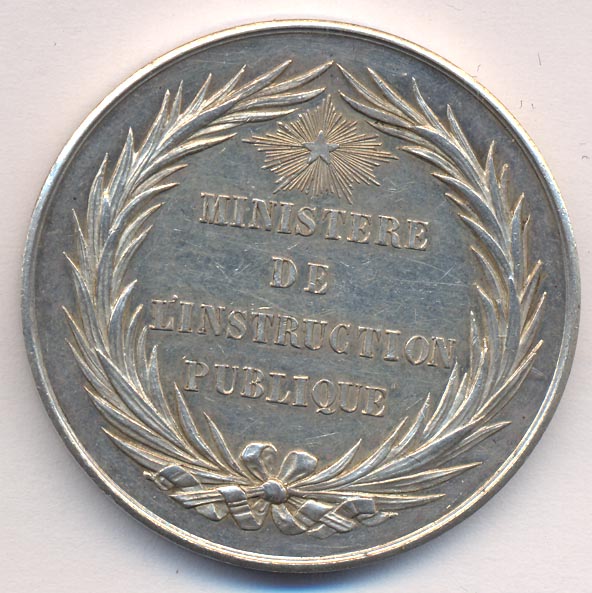 MINISTERE
DE
L'INSTRUCTION
PUBLIQUE